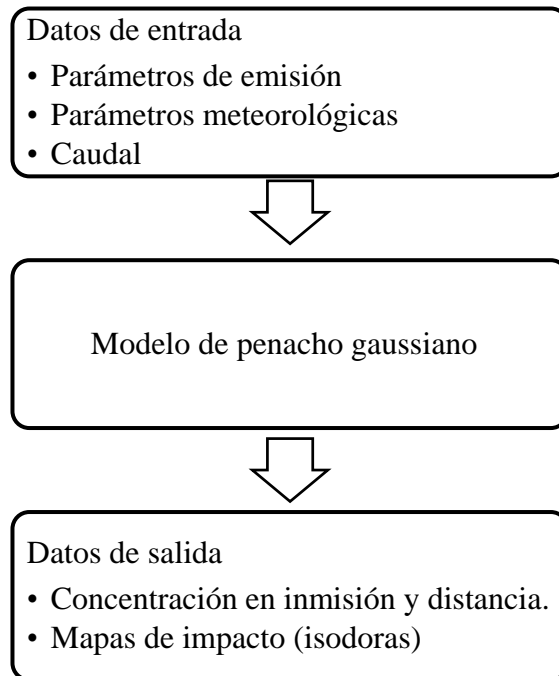 Datos de entrada
• Parámetros de emisión
• Parámetros meteorológicas
• Caudal
Modelo de penacho gaussiano
Datos de salida
• Concentración en inmisión y distancia.
• Mapas de impacto (isodoras)